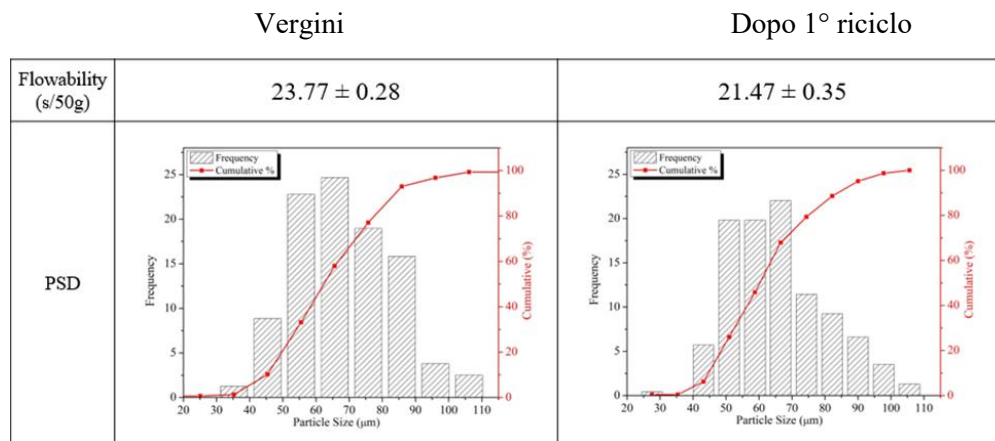 Vergini
Dopo 1° riciclo
Flowability
(s/50g)
23.77 ± 0.28
21.47 ± 0.35
PSD
Frequency
Cumulative %
25
20
15
10
5
0
Frequency
100
80
60
40
20
0
Cumulative (%)
20 30 40 50 60 70 80 90 100 110
Particle Size (μm)
Frequency
Cumulative %
25
20
15
10
5
0
Frequency
100
80
60
40
20
0
Cumulative (%)
20 30 40 50 60 70 80 90 100 110
Particle Size (μm)